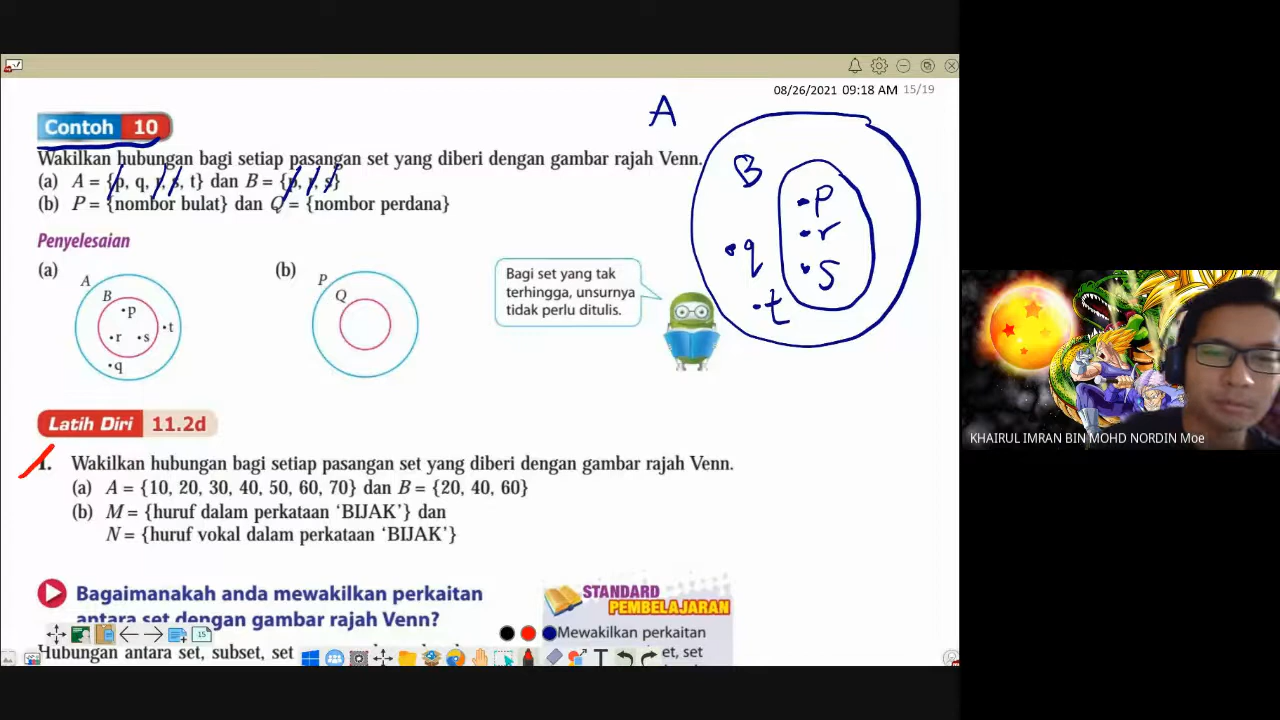 08/26/2021 09:18 AM 15/19
Contoh 10
Wakilkan hubungan bagi setiap pasangan set yang diberi dengan gambar rajah Venn.
(a) A = {p, q, r, s, t} dan B = {p, r, s}
(b) P = {nombor bulat} dan Q = {nombor perdana}
A
B
p
r
s
q
t
Penyelesaian
(a)
A
B
p
r
s
t
q
(b)
P
Q
Bagi set yang tak
terhingga, unsurnya
tidak perlu ditulis.
Latih Diri 11.2d
1. Wakilkan hubungan bagi setiap pasangan set yang diberi dengan gambar rajah Venn.
(a) A = {10, 20, 30, 40, 50, 60, 70} dan B = {20, 40, 60}
(b) M = {huruf dalam perkataan ‘BIJAK’} dan
N = {huruf vokal dalam perkataan ‘BIJAK’}
Bagaimanakah anda mewakilkan perkaitan
antara set dengan gambar rajah Venn?
Hubungan antara set, subset, set
STANDARD
PEMBELAJARAN
Mewakilkan perkaitan
et, set
15
T
KHAIRUL IMRAN BIN MOHD NORDIN Moe